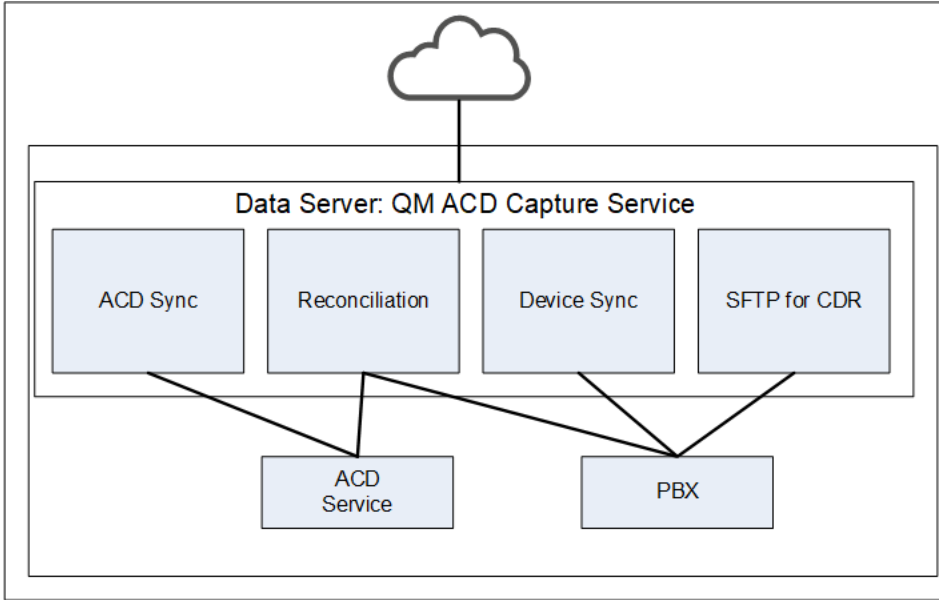 Data Server: QM ACD Capture Service
ACD Sync
Reconciliation
Device Sync
SFTP for CDR
ACD
Service
PBX